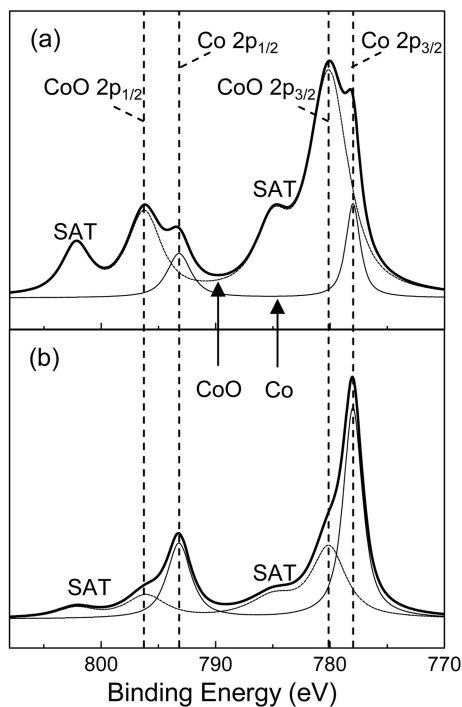 (a)
Co 2p1/2
Co 2p3/2
CoO 2p1/2
CoO 2p3/2
SAT
SAT
CoO
Co
(b)
SAT
SAT
800
790
780
770
Binding Energy (eV)